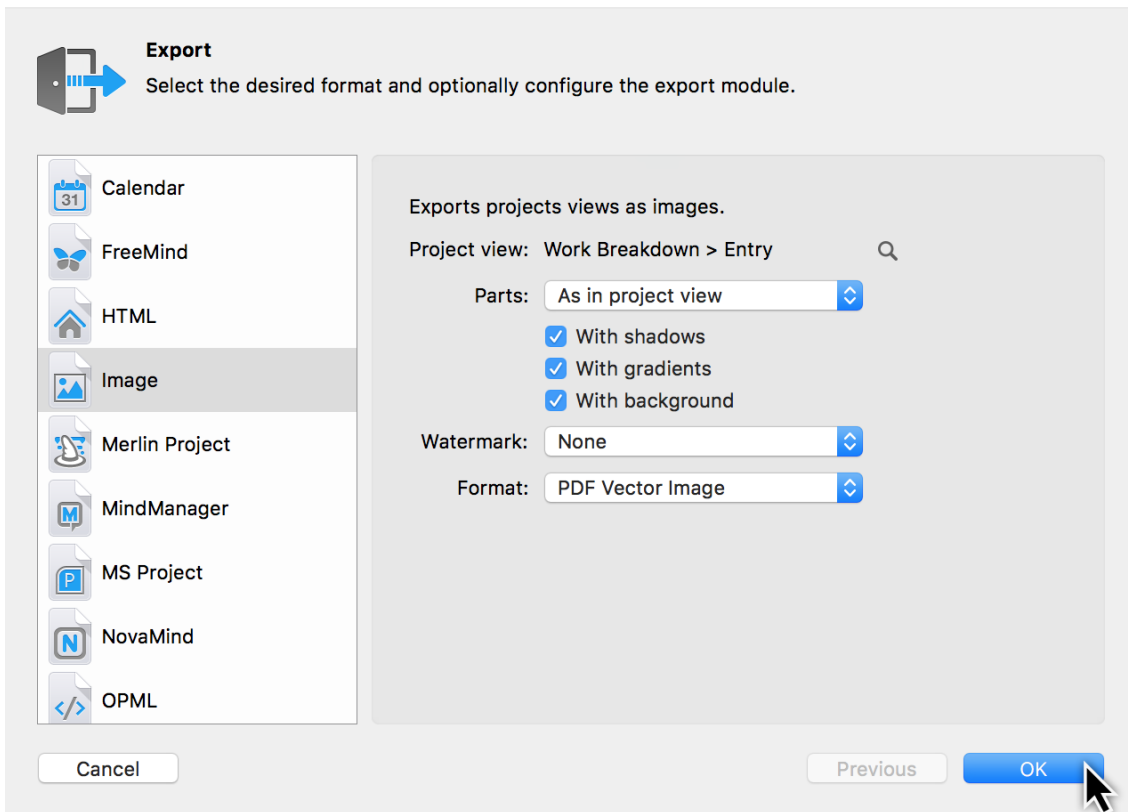 Export
Select the desired format and optionally configure the export module.
31
Calendar
FreeMind
HTML
Image
Merlin Project
M
MindManager
P
MS Project
N
NovaMind
</>
OPML
Exports projects views as images.
Project view: Work Breakdown > Entry
Parts: As in project view
With shadows
With gradients
With background
Watermark: None
Format: PDF Vector Image
Cancel
Previous
OK